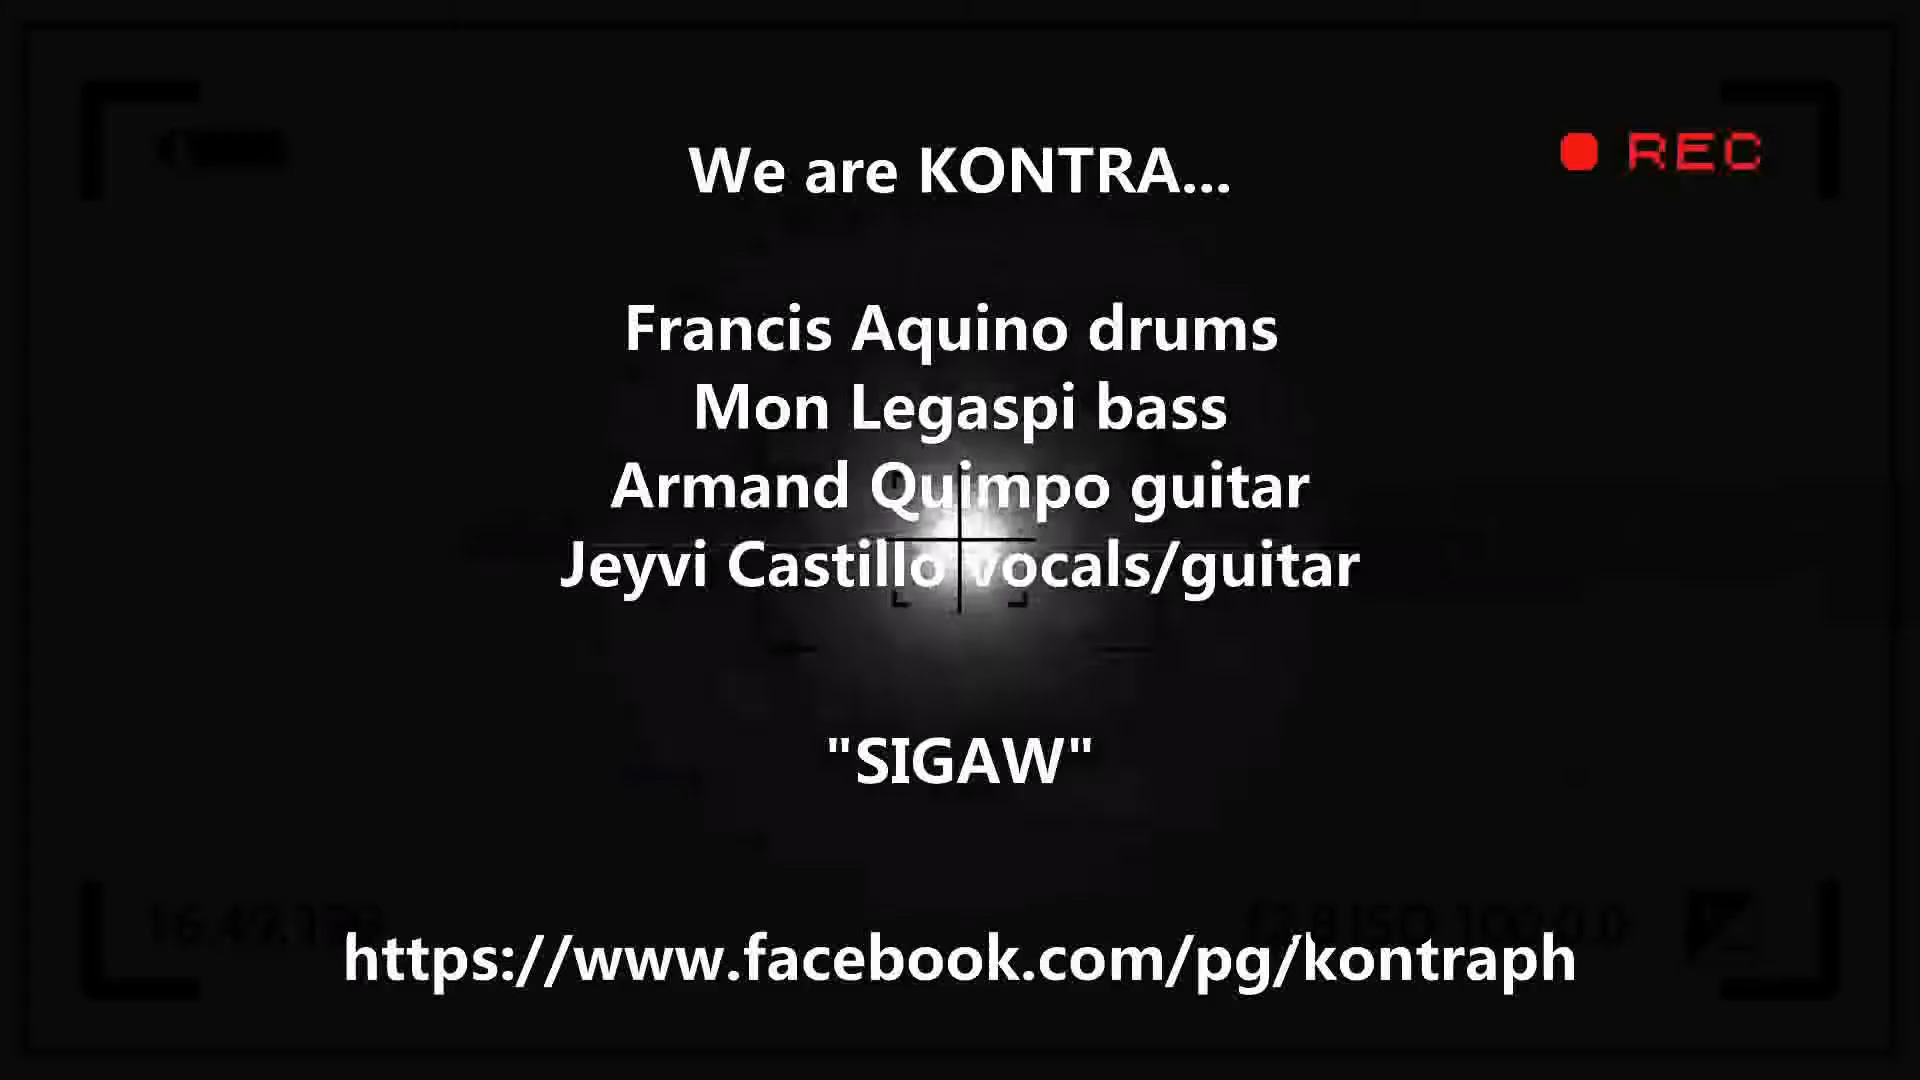 REC
We are KONTRA...
Francis Aquino drums
Mon Legaspi bass
Armand Quimpo guitar
Jeyvi Castillo vocals/guitar
"SIGAW"
https://www.facebook.com/pg/kontraph